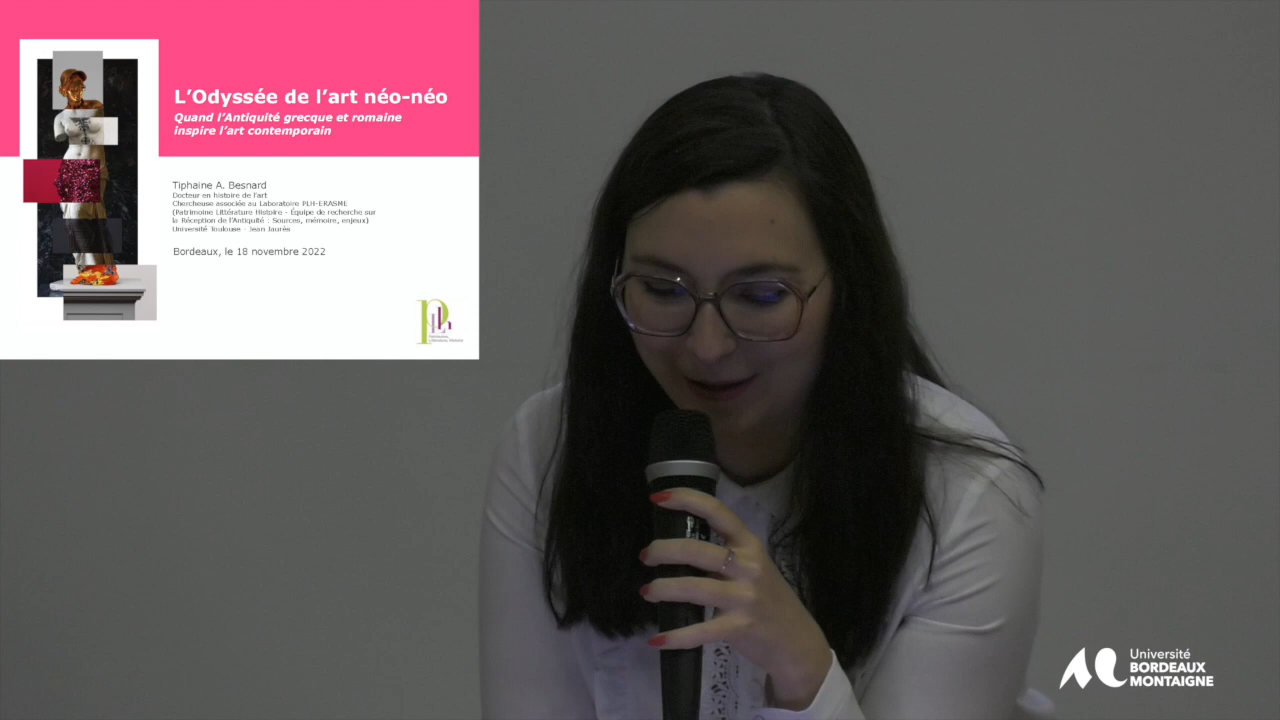 L'Odyssée de l'art néo-néo
Quand l'Antiquité grecque et romaine
inspire l'art contemporain
Tiphaine A. Besnard
Docteur en histoire de l'art
Chercheuse associée au Laboratoire PLH-ERASME
(Patrimoine Littérature Histoire - Équipe de recherche sur
la Réception de l'Antiquité : Sources, mémoire, enjeux)
Université Toulouse - Jean Jaurès
Bordeaux, le 18 novembre 2022
Université
BORDEAUX
MONTAIGNE